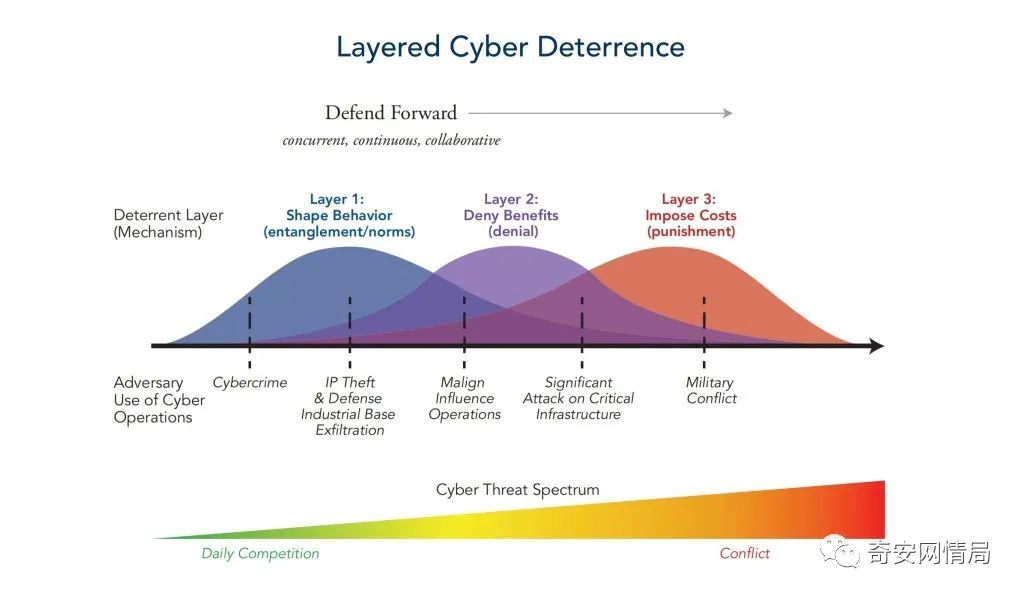 Layered Cyber Deterrence
Defend Forward
concurrent, continuous, collaborative
Deterrent Layer
(Mechanism)
Layer 1:
Shape Behavior
(entanglement/norms)
Layer 2:
Deny Benefits
(denial)
Layer 3:
Impose Costs
(punishment)
Adversary
Use of Cyber
Operations
Cybercrime
IP Theft
& Defense
Industrial Base
Exfiltration
Malign
Influence
Operations
Significant
Attack on Critical
Infrastructure
Military
Conflict
Cyber Threat Spectrum
Daily Competition
Conflict
奇安网情局